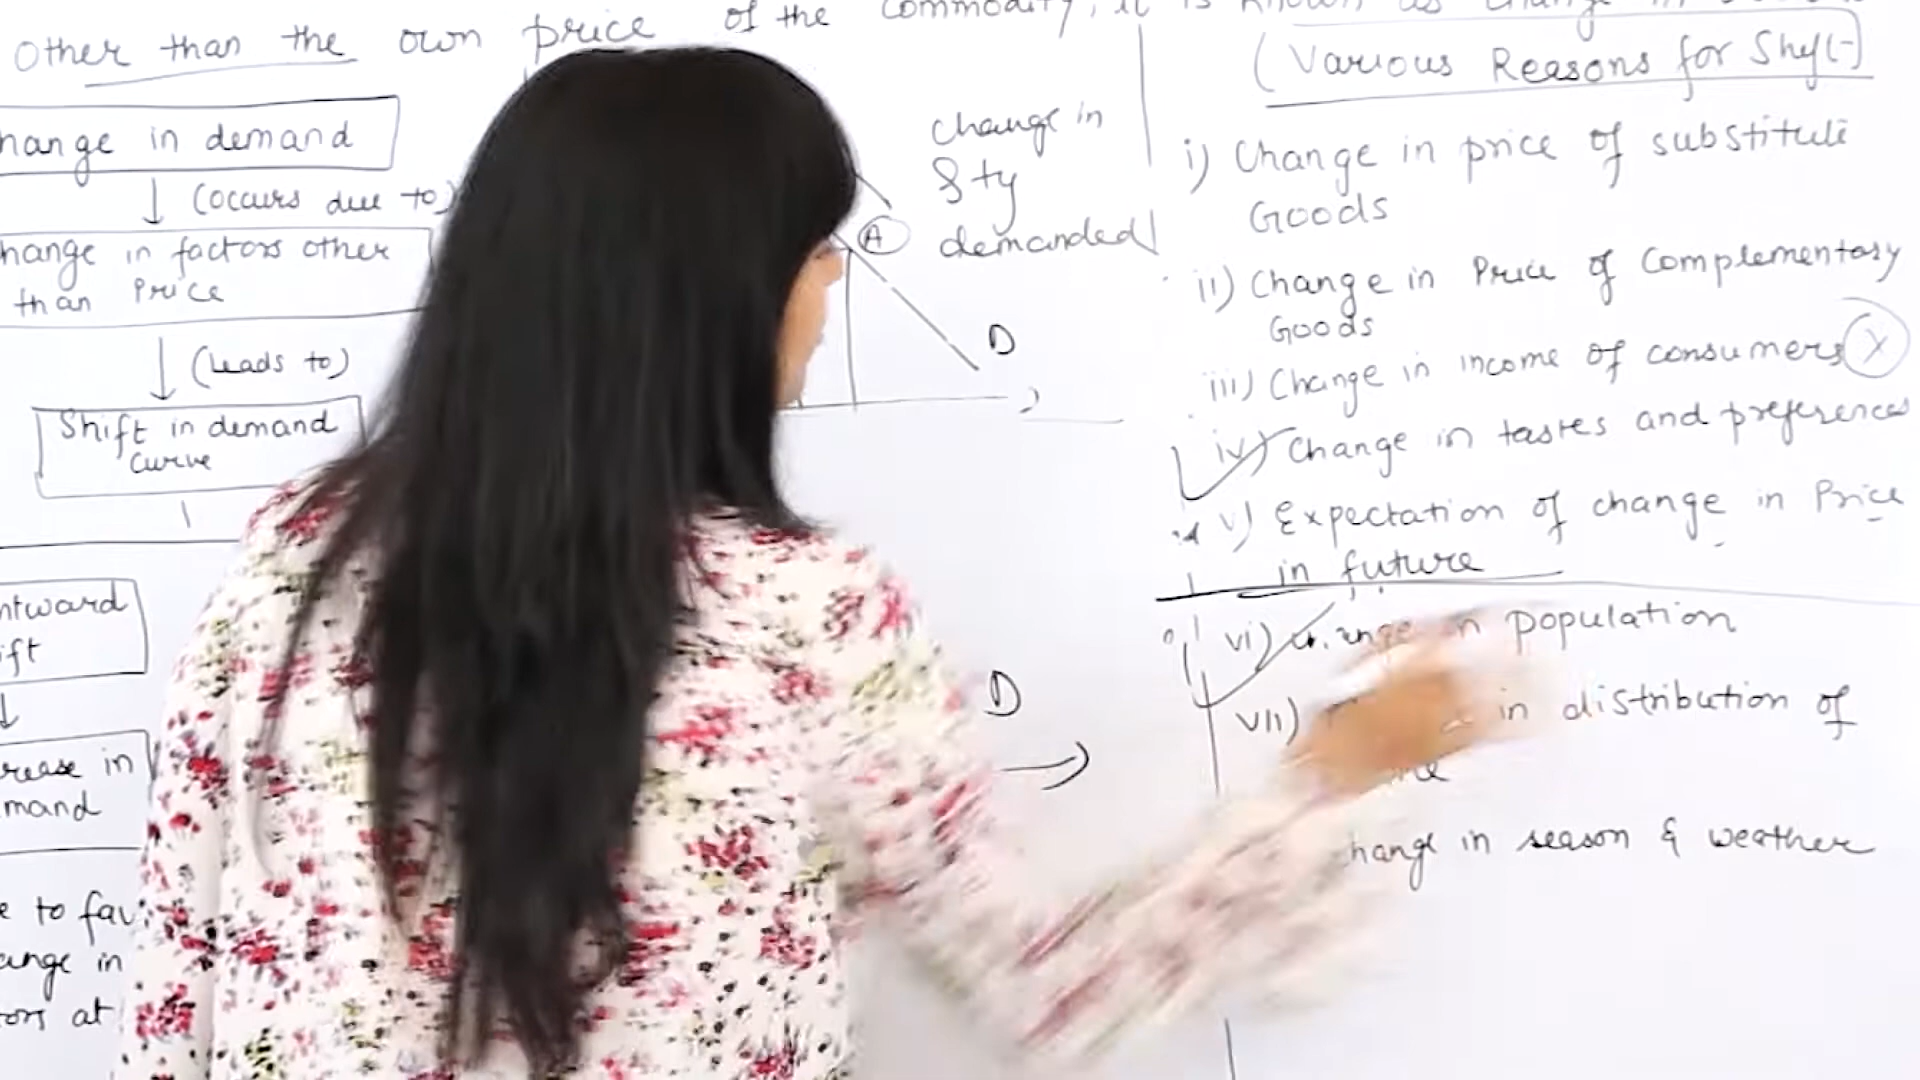 Other than the own price of the commodity, it is known as change in
(Various Reasons for Shift)
hange in demand
(occurs due to)
hange in factors other
than Price
(leads to)
Shift in demand
curve
ntward
ift
rease in
mand
e to fav
ange in
ors at
change in
qty
demanded
A
D
D
i) Change in price of substitute
Goods
ii) Change in Price of Complementary
Goods
iii) Change in income of consumers X
iv) Change in tastes and preferences
v) Expectation of change in Price
in future
vi) Change in population
vii) in distribution of
hange in season & weather